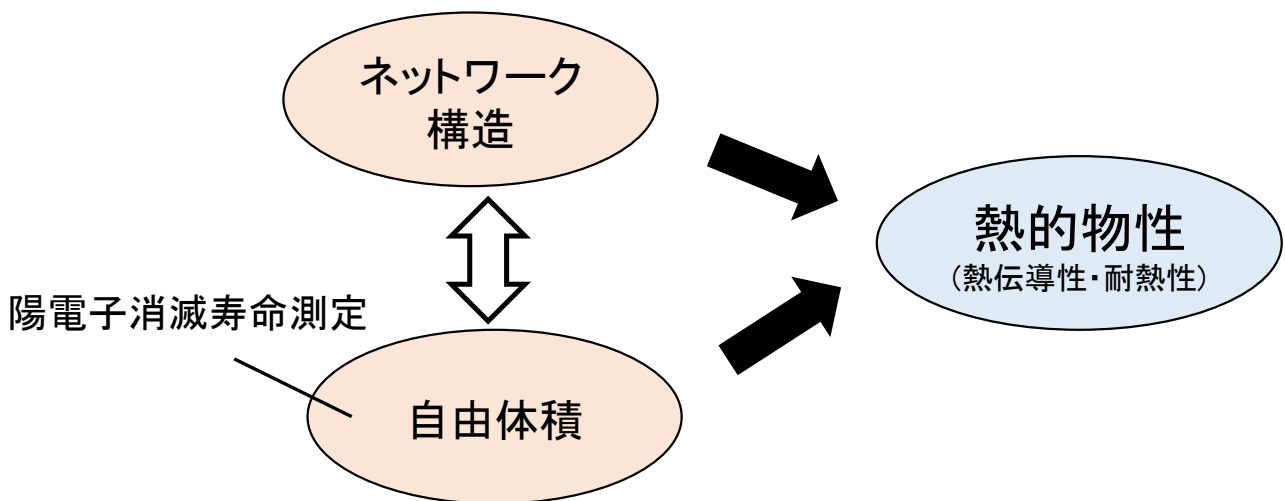 ネットワーク
構造
熱的物性
(熱伝導性・耐熱性)
陽電子消滅寿命測定
自由体積